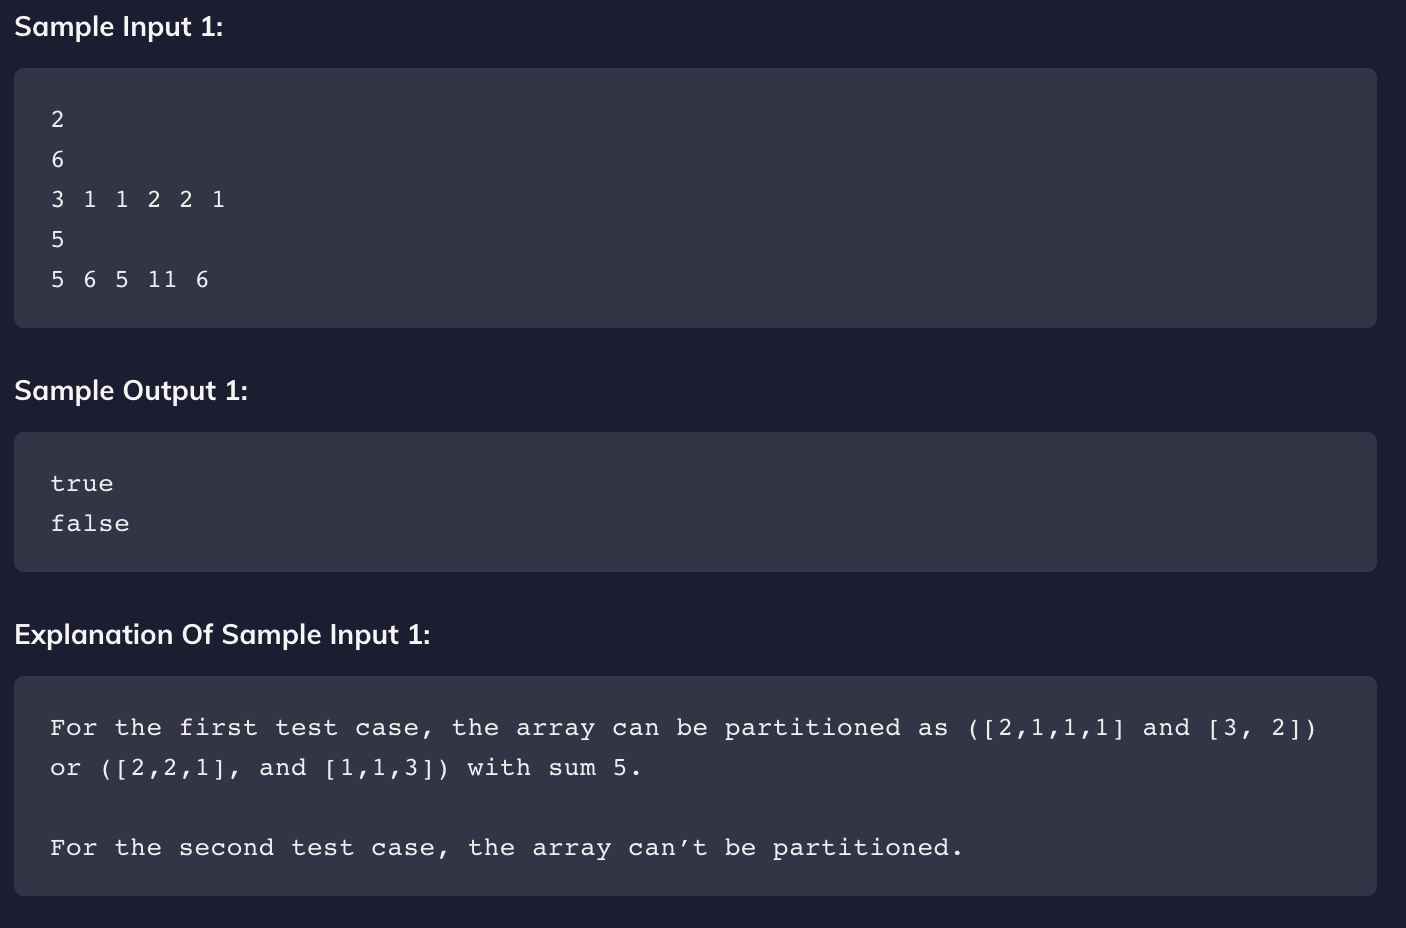 Sample Input 1:
2
6
3 1 1 2 2 1
5
5 6 5 11 6
Sample Output 1:
true
false
Explanation Of Sample Input 1:
For the first test case, the array can be partitioned as ([2,1,1,1] and [3, 2])
or ([2,2,1], and [1,1,3]) with sum 5.
For the second test case, the array can’t be partitioned.